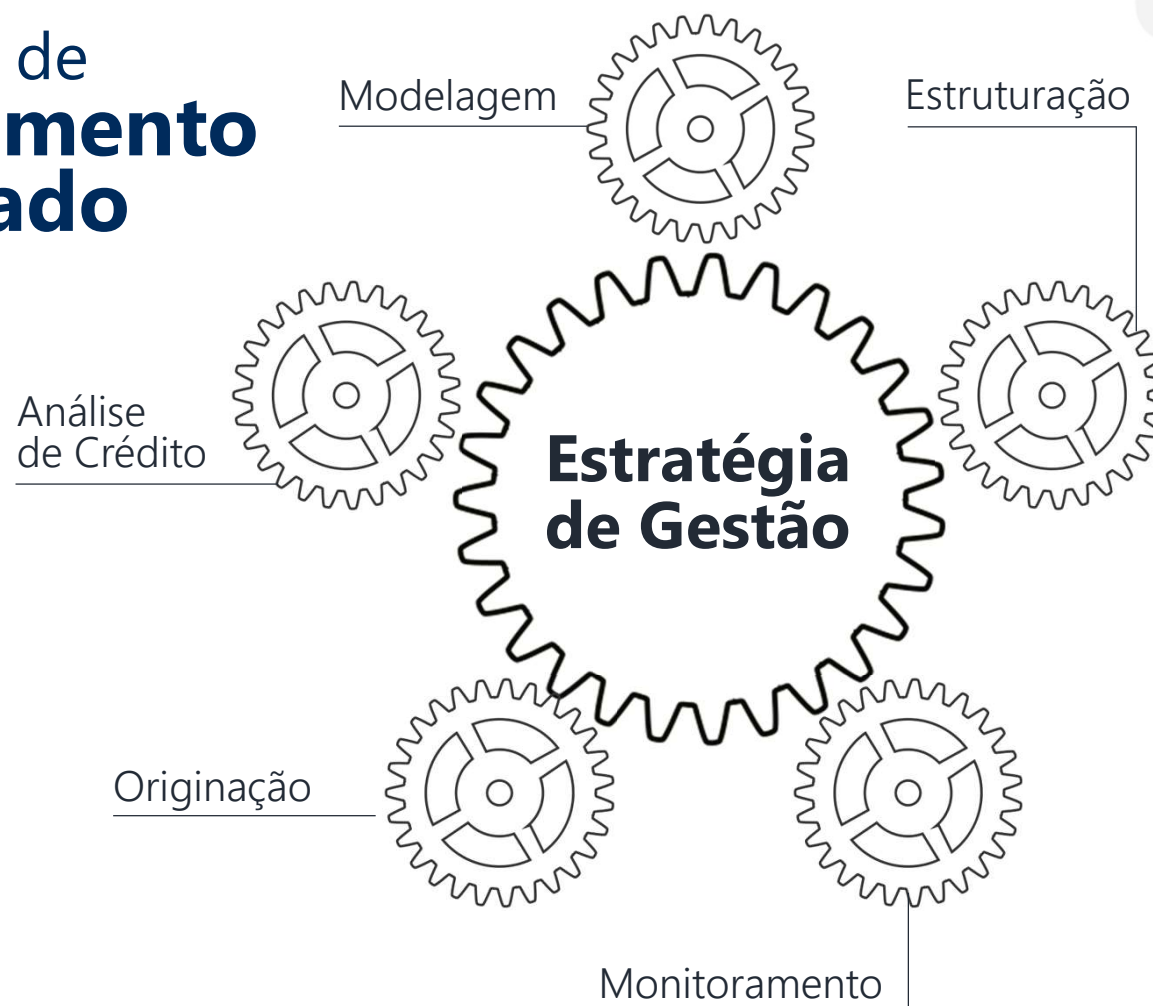 de
mento
ado
Modelagem
Estruturação
Análise
de Crédito
Estratégia
de Gestão
Originação
Monitoramento